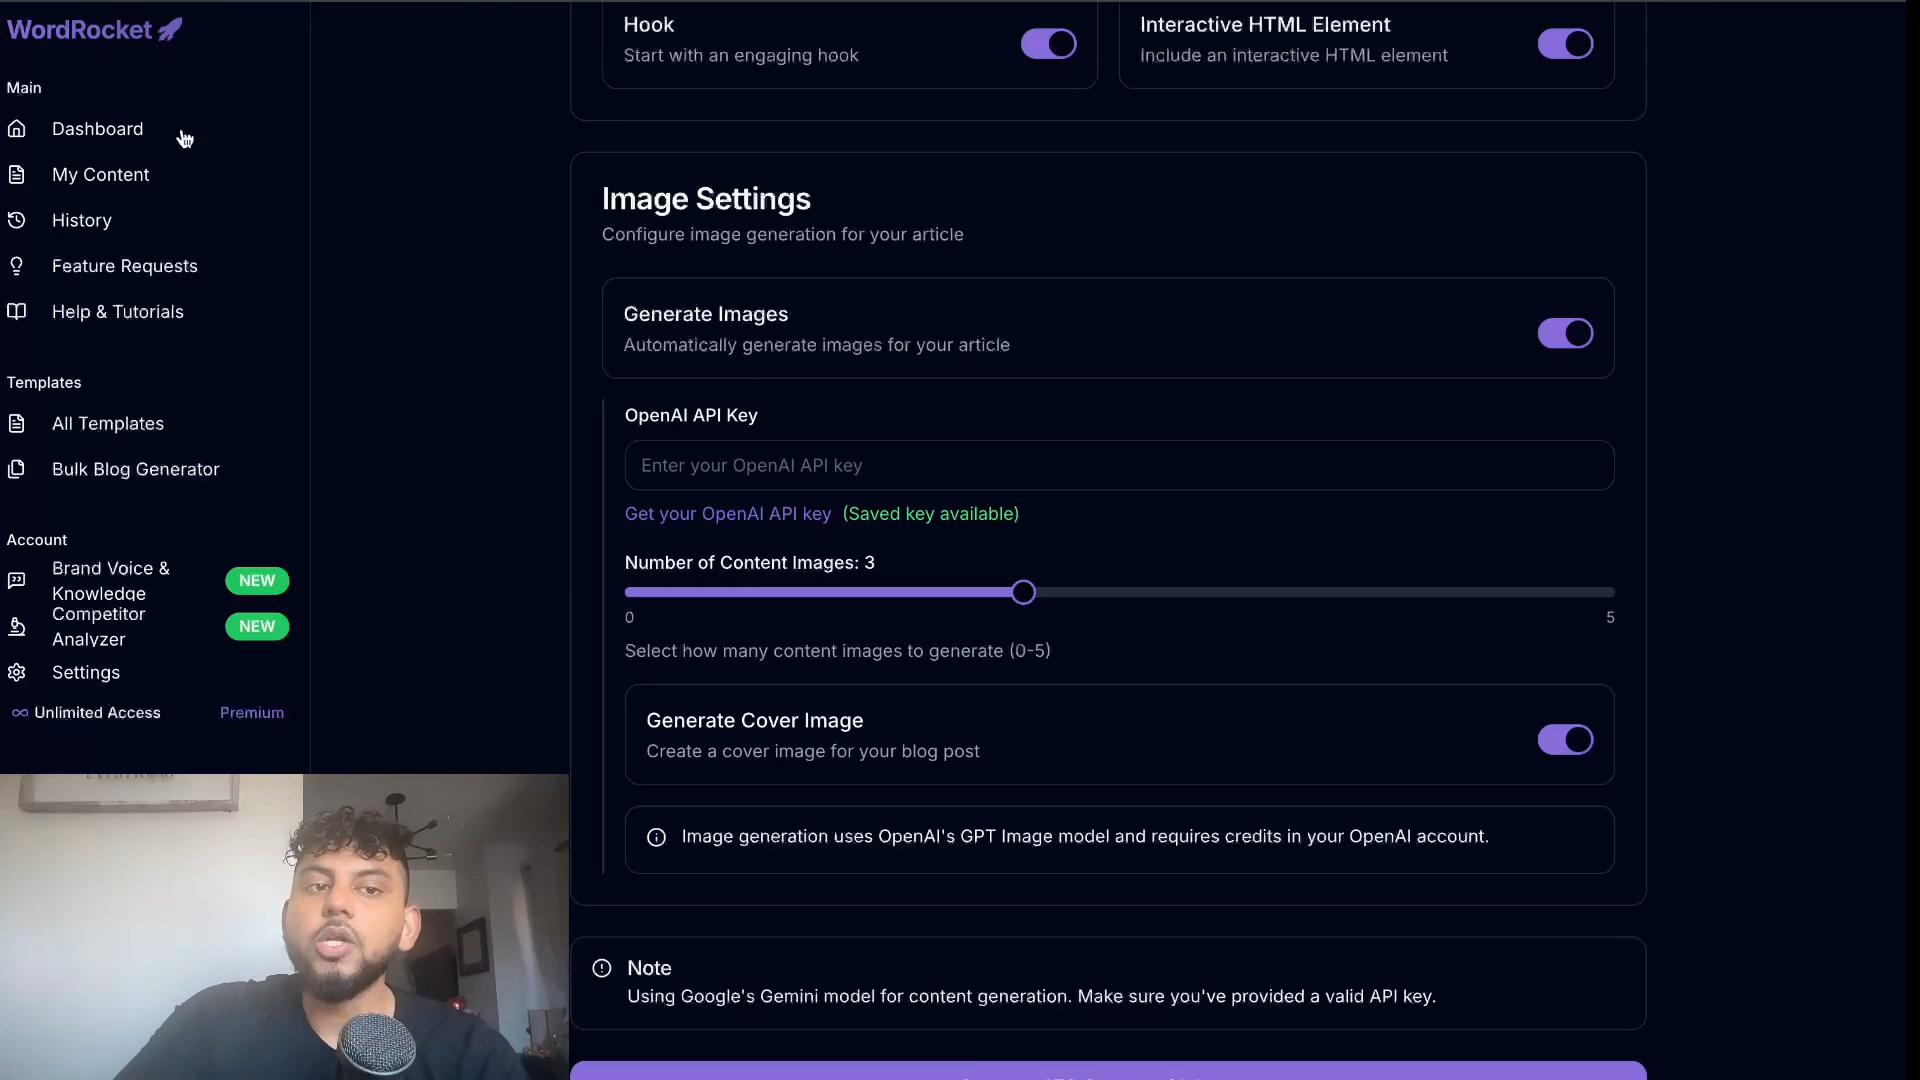 WordRocket
Main
Dashboard
My Content
History
Feature Requests
Help & Tutorials
Templates
All Templates
Bulk Blog Generator
Account
Brand Voice &
Knowledge
NEW
Competitor
Analyzer
NEW
Settings
Unlimited Access
Premium
Hook
Start with an engaging hook
Interactive HTML Element
Include an interactive HTML element
Image Settings
Configure image generation for your article
Generate Images
Automatically generate images for your article
OpenAI API Key
Enter your OpenAI API key
Get your OpenAI API key (Saved key available)
Number of Content Images: 3
0
5
Select how many content images to generate (0-5)
Generate Cover Image
Create a cover image for your blog post
Image generation uses OpenAI's GPT Image model and requires credits in your OpenAI account.
Note
Using Google's Gemini model for content generation. Make sure you've provided a valid API key.